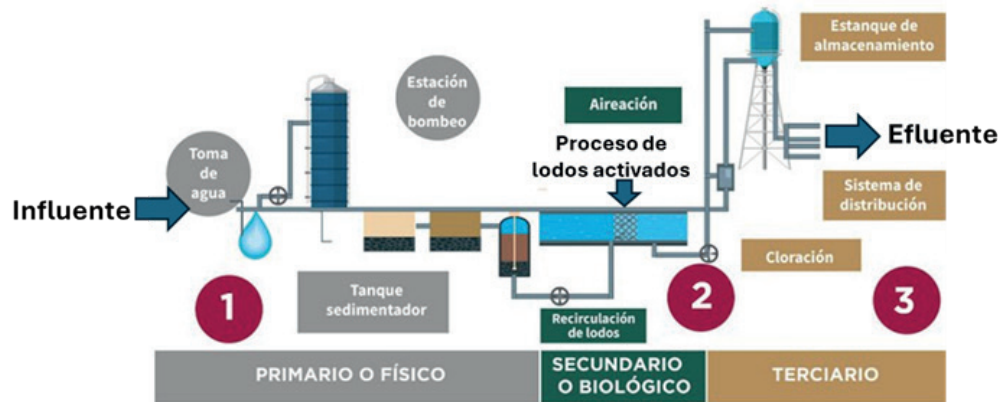 Influente
Toma
de
agua
Estación
de
bombeo
Tanque
sedimentador
1
PRIMARIO O FÍSICO
Aireación
Proceso de
lodos activados
Recirculación
de lodos
2
SECUNDARIO
O BIOLÓGICO
Estanque de
almacenamiento
Efluente
Sistema de
distribución
Cloración
3
TERCIARIO